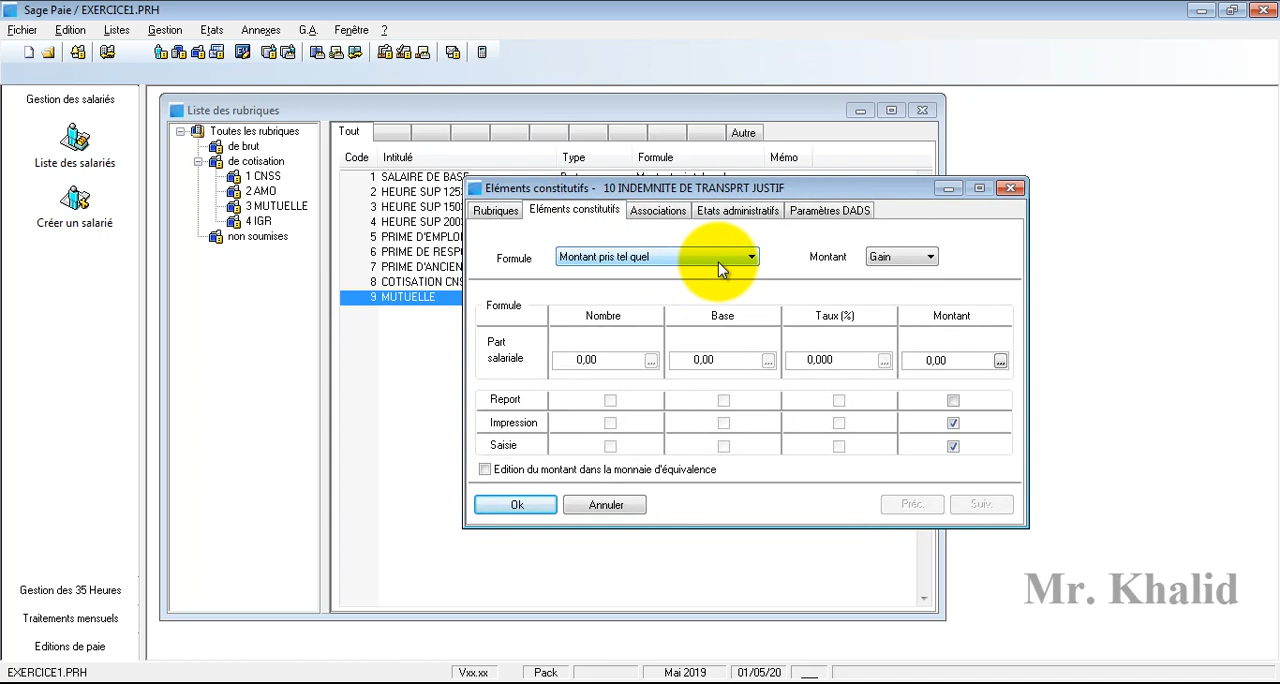 Sage Paie / EXERCICE1.PRH
Fichier Edition Listes Gestion Etats Annexes G.A. Fenêtre ?
Gestion des salariés
Liste des salariés
Créer un salarié
Gestion des 35 Heures
Traitements mensuels
Editions de paie
Liste des rubriques
Toutes les rubriques
de brut
de cotisation
1 CNSS
2 AMO
3 MUTUELLE
4 IGR
non soumises
Tout Autre
Code Intitulé Type Formule Mémo
1 SALAIRE DE BASE
2 HEURE SUP 125
3 HEURE SUP 150
4 HEURE SUP 200
5 PRIME D'EMPLO
6 PRIME DE RESP
7 PRIME D'ANCIEN
8 COTISATION CNS
9 MUTUELLE
Eléments constitutifs - 10 INDEMNITE DE TRANSPRT JUSTIF
Rubriques Eléments constitutifs Associations Etats administratifs Paramètres DADS
Formule Montant pris tel quel Montant Gain
Formule
Nombre Base Taux (%) Montant
Part
salariale
0,00 ... 0,00 ... 0,000 ... 0,00 ...
Report
Impression
Saisie
Edition du montant dans la monnaie d'équivalence
Ok Annuler Préc. Suiv.
Mr. Khalid
EXERCICE1.PRH Vxx.xx Pack Mai 2019 01/05/20